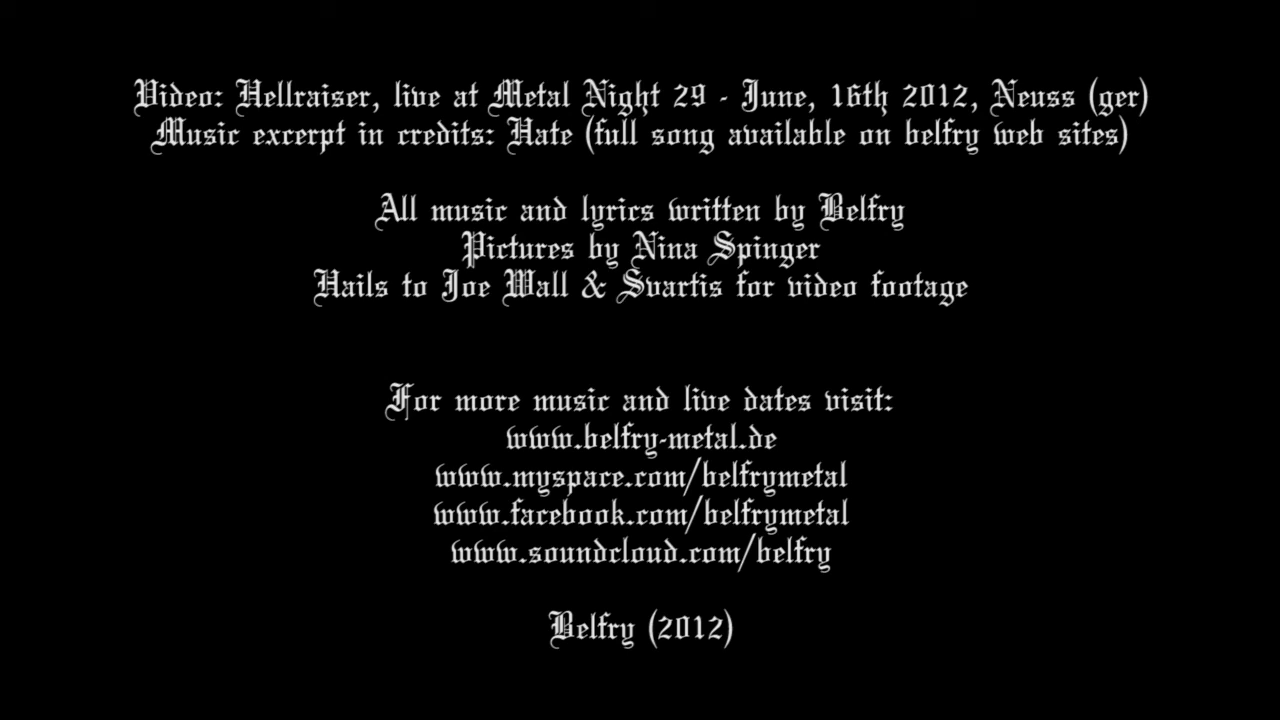 Video: Hellraiser, live at Metal Night 29 - June, 16th 2012, Neuss (ger)
Music excerpt in credits: Hate (full song available on belfry web sites)
All music and lyrics written by Belfry
Pictures by Nina Spinger
Hails to Joe Wall & Svartis for video footage
For more music and live dates visit:
www.belfry-metal.de
www.myspace.com/belfrymetal
www.facebook.com/belfrymetal
www.soundcloud.com/belfry
Belfry (2012)